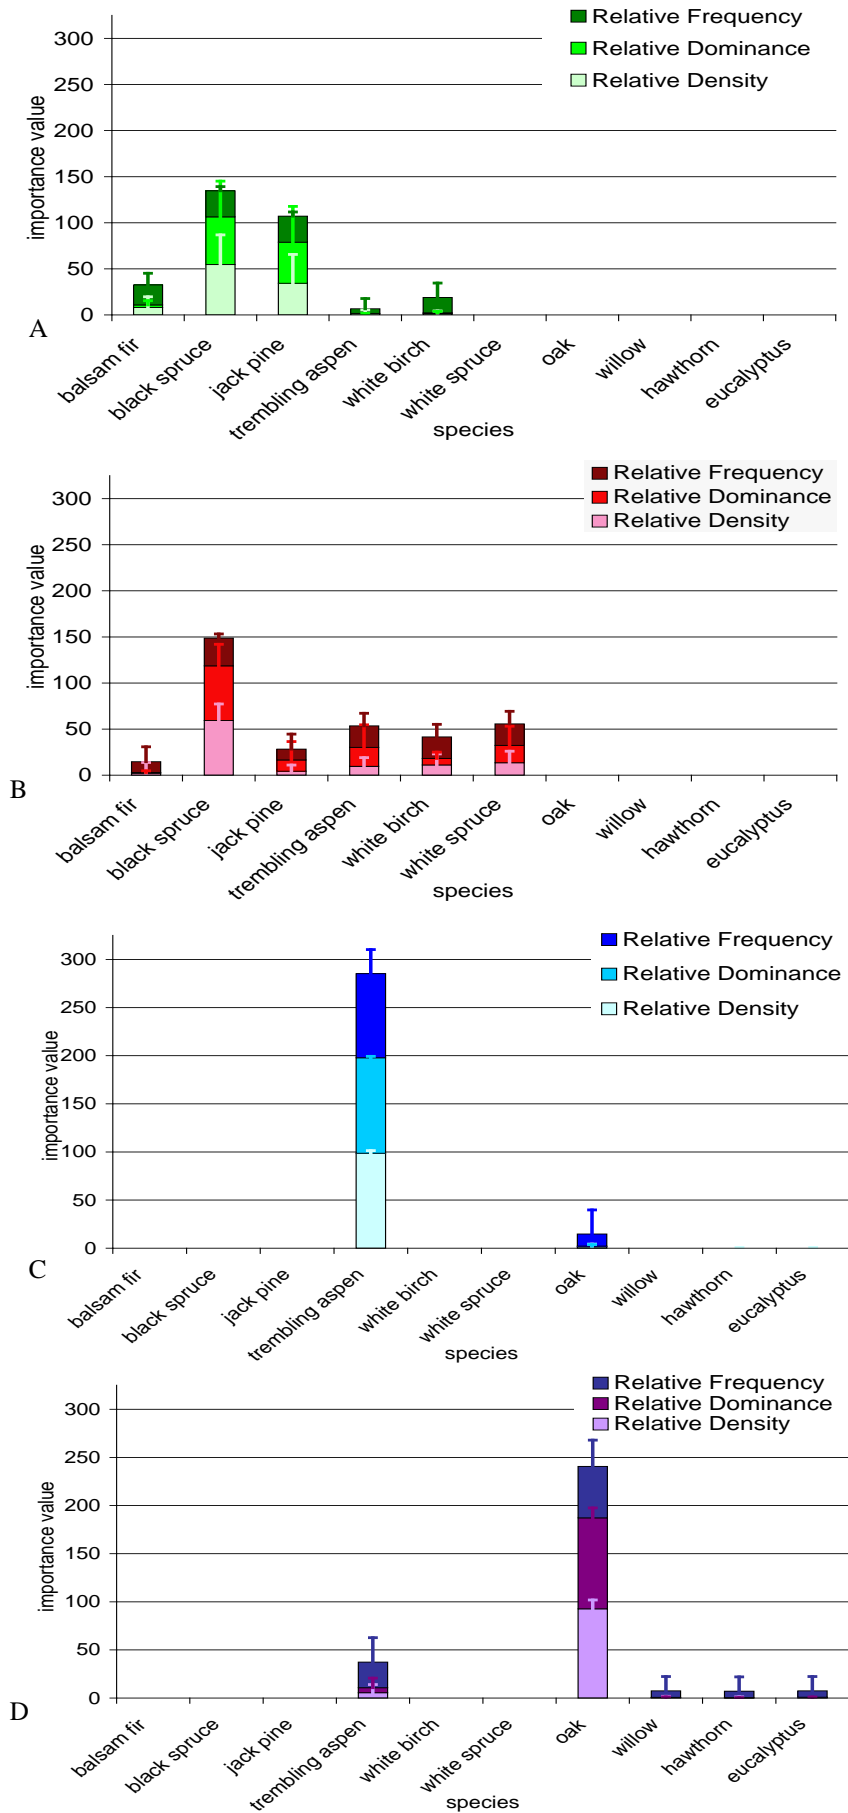 Relative Frequency
Relative Dominance
Relative Density
importance value
300
250
200
150
100
50
0
A
balsam fir
black spruce
jack pine
trembling aspen
white birch
white spruce
oak
willow
hawthorn
eucalyptus
species
Relative Frequency
Relative Dominance
Relative Density
importance value
300
250
200
150
100
50
0
B
balsam fir
black spruce
jack pine
trembling aspen
white birch
white spruce
oak
willow
hawthorn
eucalyptus
species
Relative Frequency
Relative Dominance
Relative Density
importance value
300
250
200
150
100
50
0
C
balsam fir
black spruce
jack pine
trembling aspen
white birch
white spruce
oak
willow
hawthorn
eucalyptus
species
Relative Frequency
Relative Dominance
Relative Density
importance value
300
250
200
150
100
50
0
D
balsam fir
black spruce
jack pine
trembling aspen
white birch
white spruce
oak
willow
hawthorn
eucalyptus
species